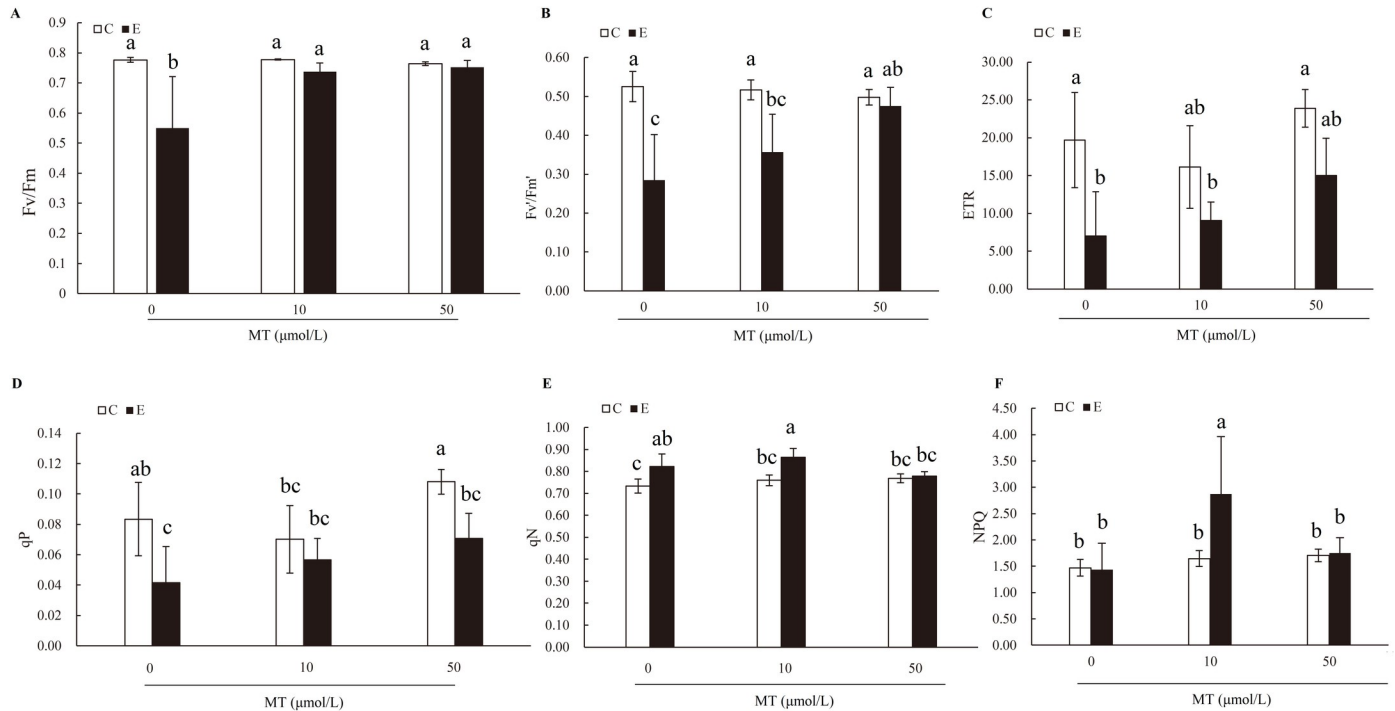 A
C E
0.9
0.8
0.7
0.6
0.5
0.4
0.3
0.2
0.1
0
Fv/Fm
a b a a a a
0 10 50
MT (μmol/L)
B
C E
0.60
0.50
0.40
0.30
0.20
0.10
0.00
Fv'/Fm'
a c a bc a ab
0 10 50
MT (μmol/L)
C
C E
30.00
25.00
20.00
15.00
10.00
5.00
0.00
ETR
a b ab b a ab
0 10 50
MT (μmol/L)
D
C E
0.14
0.12
0.10
0.08
0.06
0.04
0.02
0.00
qP
ab c bc bc a bc
0 10 50
MT (μmol/L)
E
C E
1.00
0.90
0.80
0.70
0.60
0.50
0.40
0.30
0.20
0.10
0.00
qN
c ab bc a bc bc
0 10 50
MT (μmol/L)
F
C E
4.50
4.00
3.50
3.00
2.50
2.00
1.50
1.00
0.50
0.00
NPQ
b b b a b b
0 10 50
MT (μmol/L)